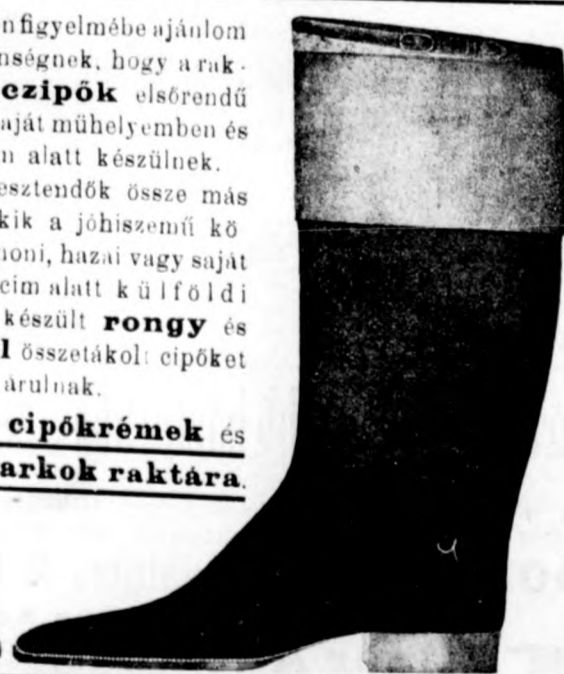 n figyelmébe ajánlom
nségnek, hogy a rak-
czipők elsőrendű
aját műhelyemben és
n alatt készülnek.
esztendők össze más
kik a jóhiszemű kö
honi, hazai vagy saját
cim alatt külföldi
készült rongy és
l összetákolt cipőket
árulnak.
cipőkrémek és
arkok raktára.